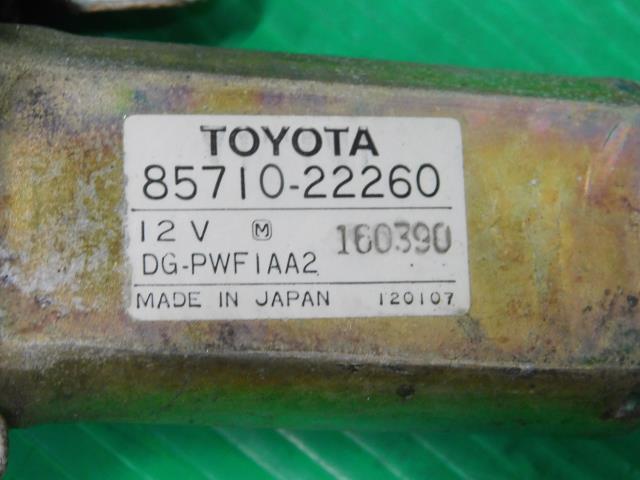 TOYOTA
85710-22260
12V M 160390
DG-PWF1AA2
MADE IN JAPAN 120107